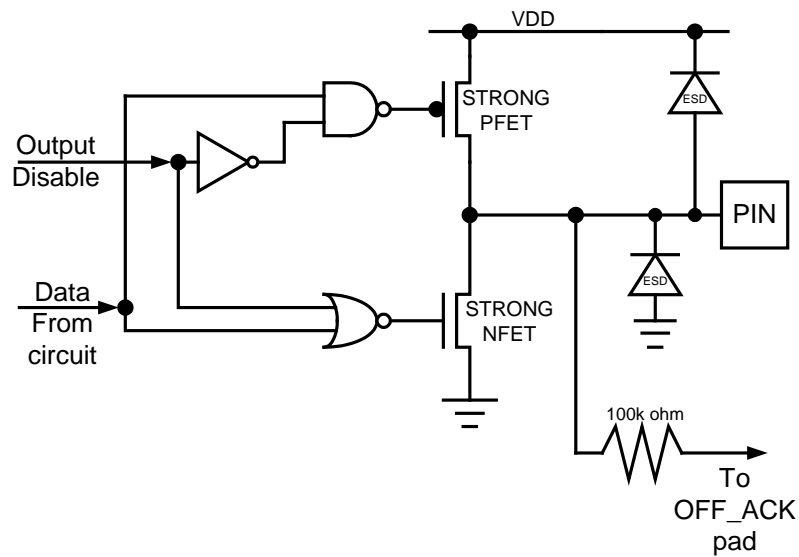 VDD
STRONG
PFET
ESD
Output
Disable
PIN
Data
From
circuit
STRONG
NFET
ESD
100k ohm
To
OFF_ACK
pad